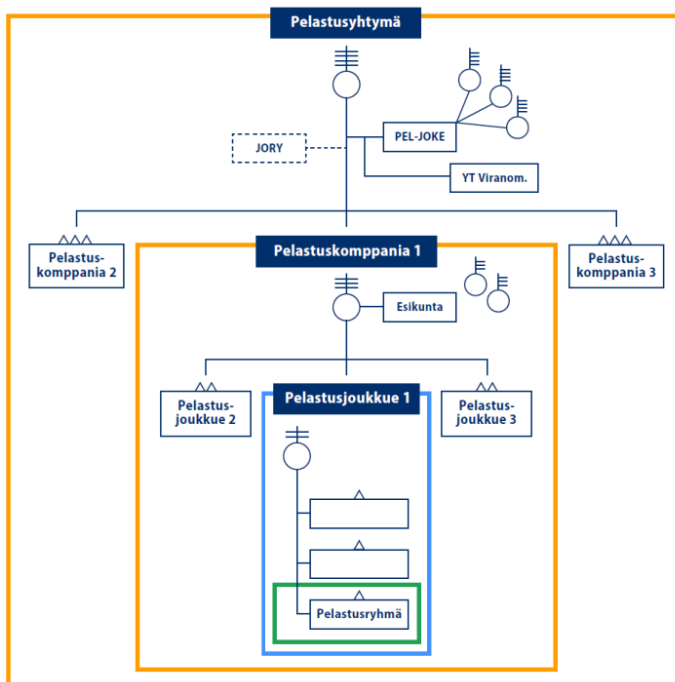 Pelastusyhtymä
PEL-JOKE
JORY
YT Viranom.
Pelastus-
komppania 2
Pelastuskomppania 1
Pelastus-
komppania 3
Esikunta
Pelastus-
joukkue 2
Pelastusjoukkue 1
Pelastus-
joukkue 3
Pelastusryhmä